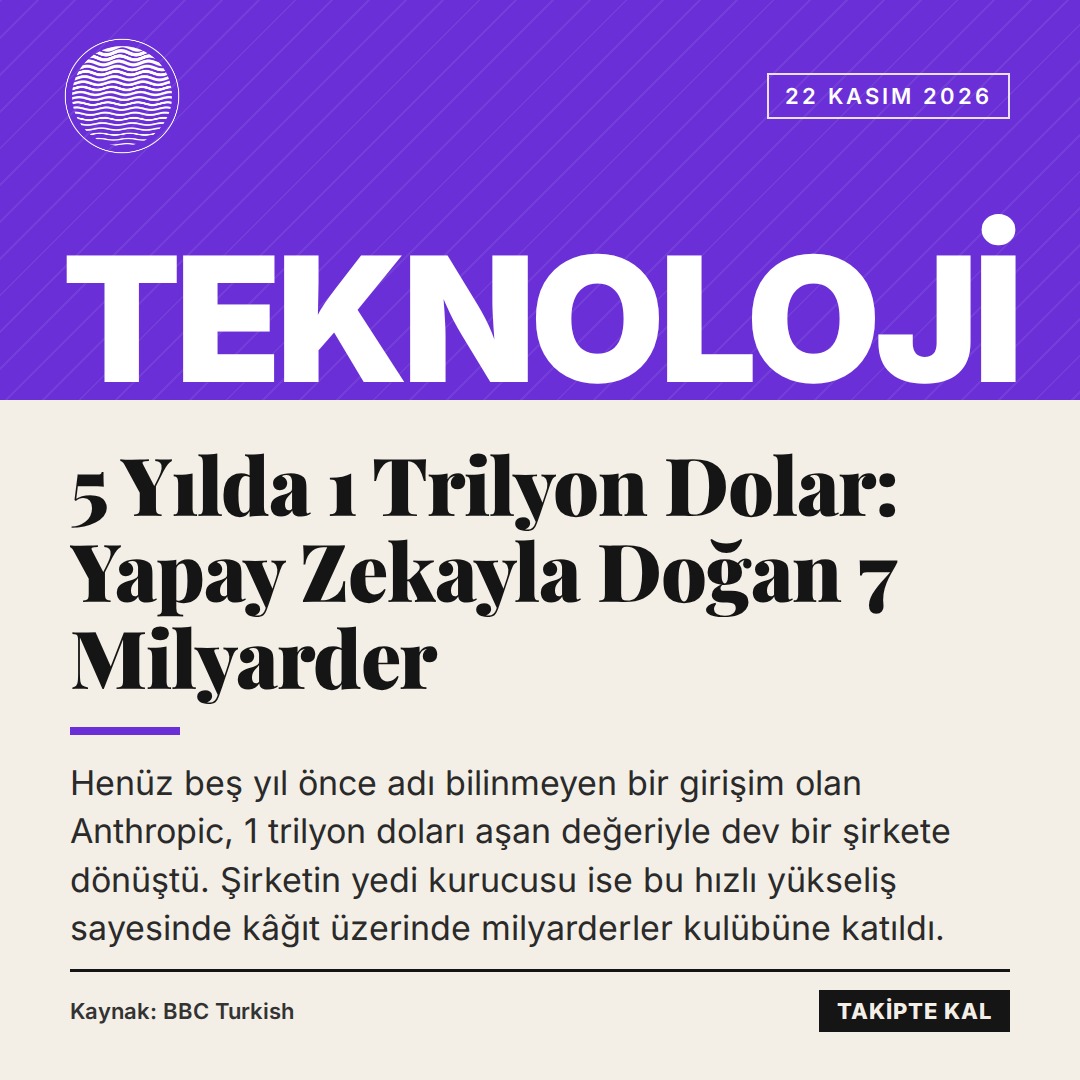 22 KASIM 2026
TEKNOLOJİ
5 Yılda 1 Trilyon Dolar:
Yapay Zekayla Doğan 7
Milyarder
Henüz beş yıl önce adı bilinmeyen bir girişim olan
Anthropic, 1 trilyon doları aşan değeriyle dev bir şirkete
dönüştü. Şirketin yedi kurucusu ise bu hızlı yükseliş
sayesinde kâğıt üzerinde milyarderler kulübüne katıldı.
Kaynak: BBC Turkish
TAKİPTE KAL